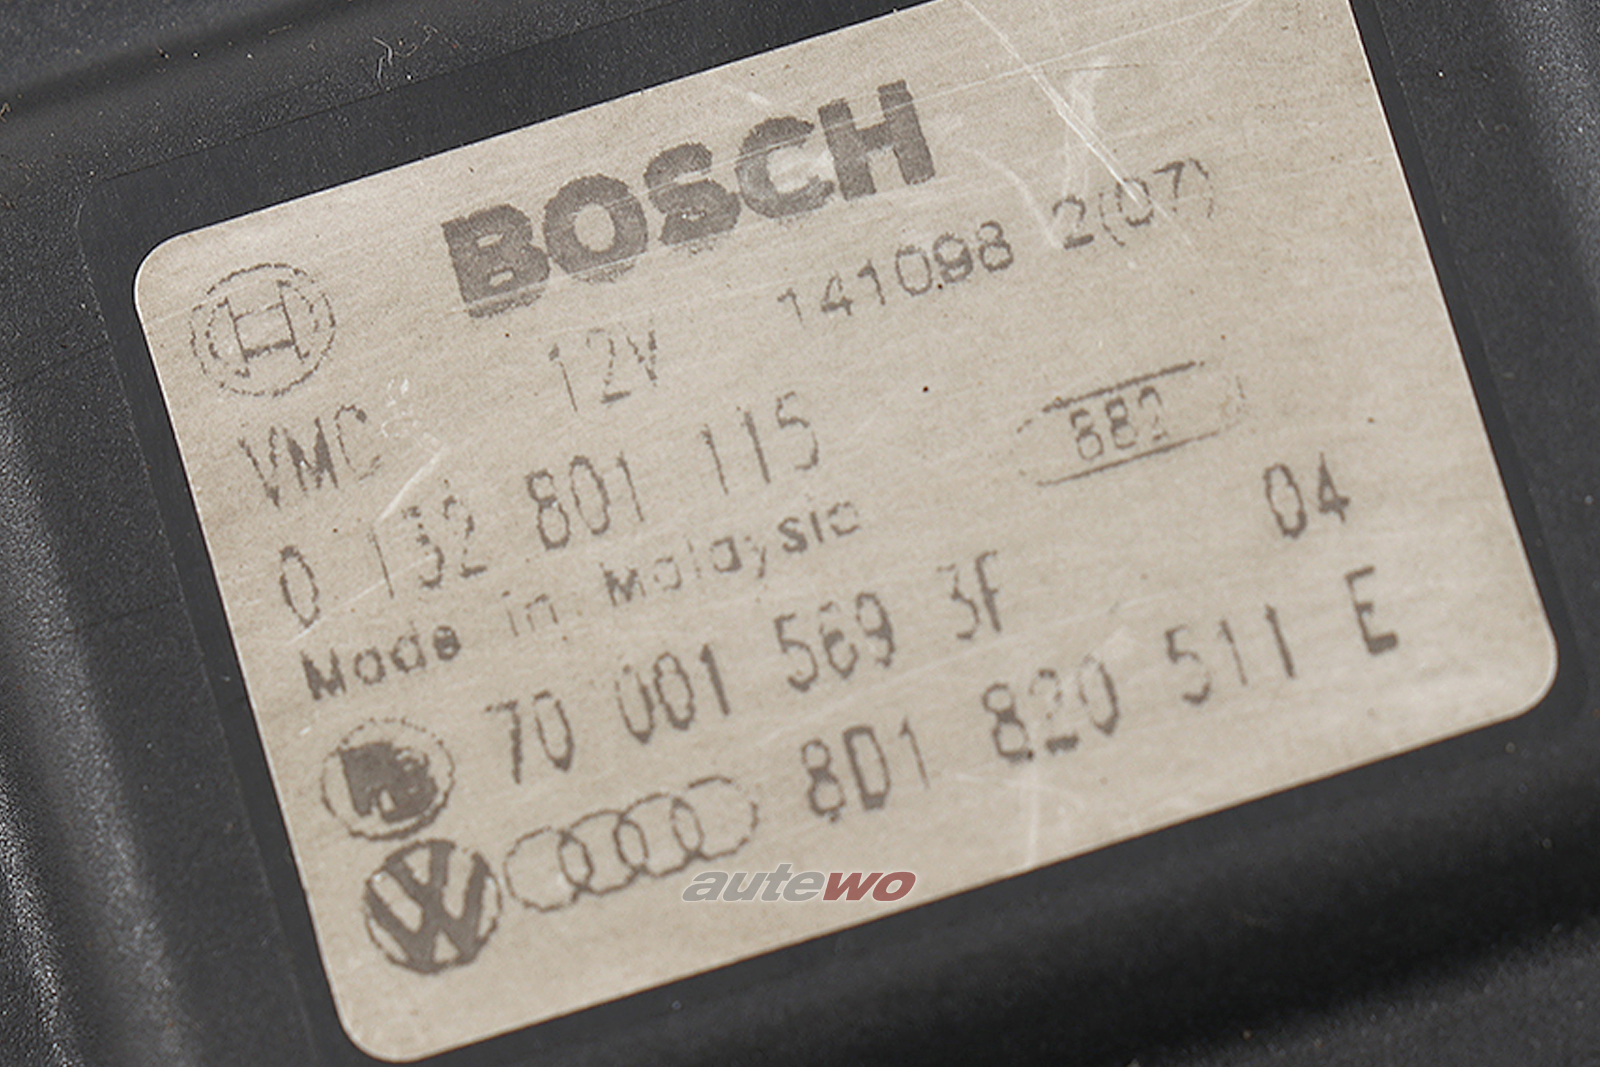 BOSCH
12V 141098 2(07)
VMC
0 132 801 115 882
Made in Malaysia 04
70 001 569 3F
8D1 820 511 E
autewo